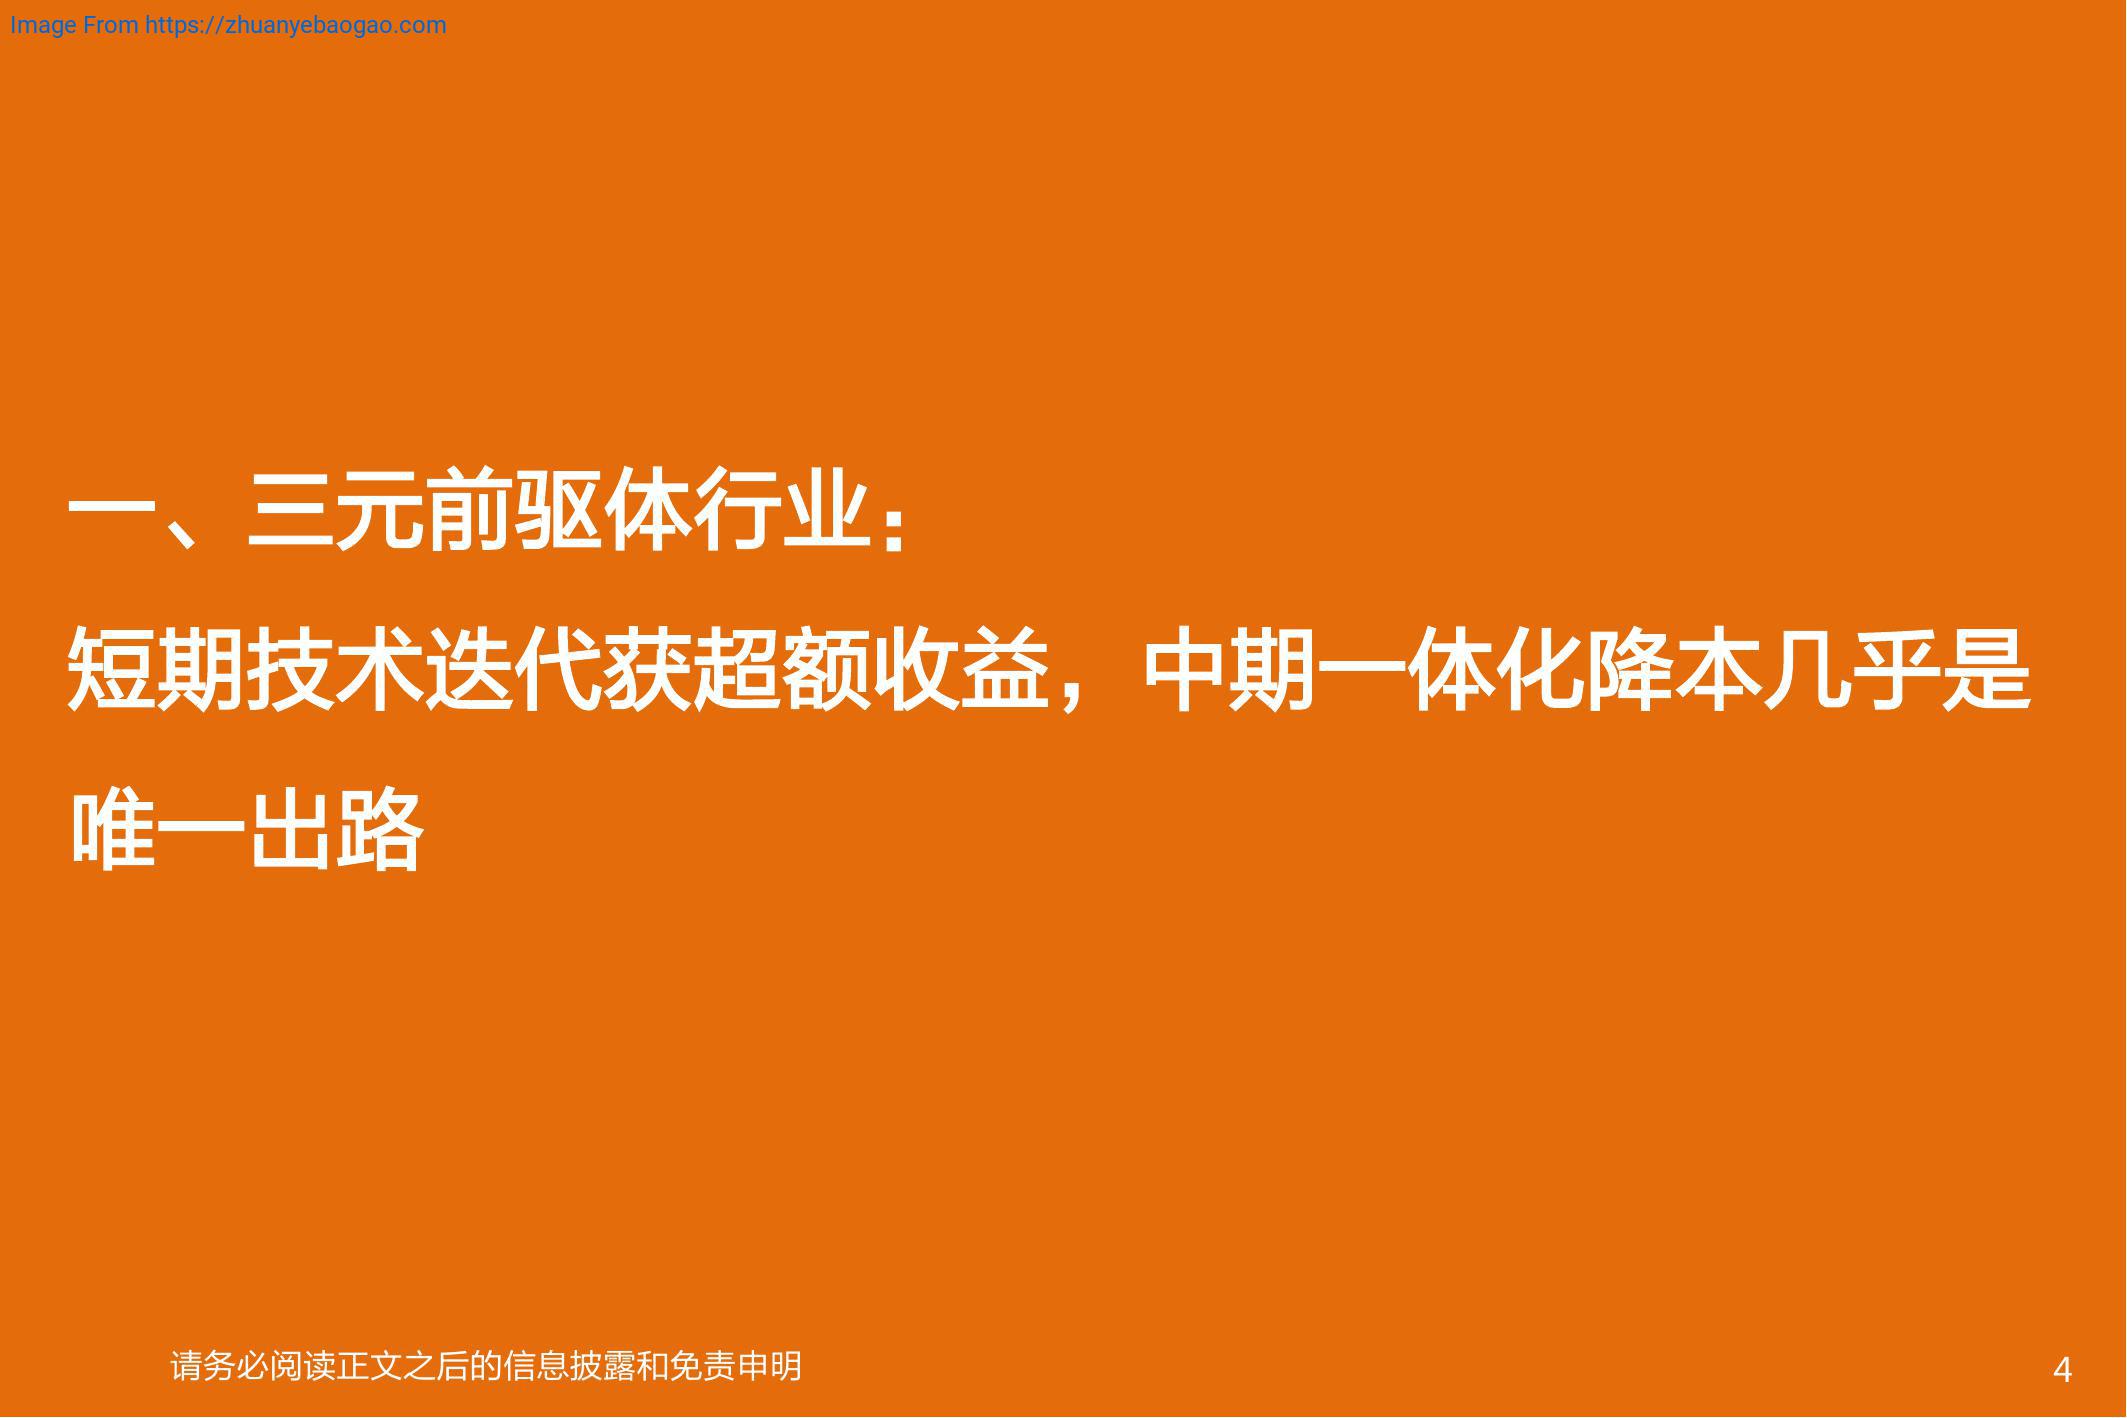 Image From https://zhuanyebaogao.com
一、三元前驱体行业：
短期技术迭代获超额收益，中期一体化降本几乎是
唯一出路
请务必阅读正文之后的信息披露和免责申明
4